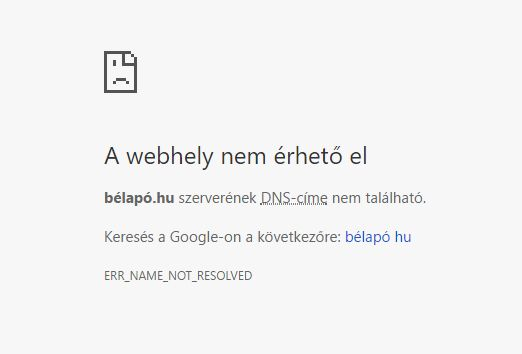 A webhely nem érhető el
bélapó.hu szerverének DNS-címe nem található.
Keresés a Google-on a következőre: bélapó hu
ERR_NAME_NOT_RESOLVED